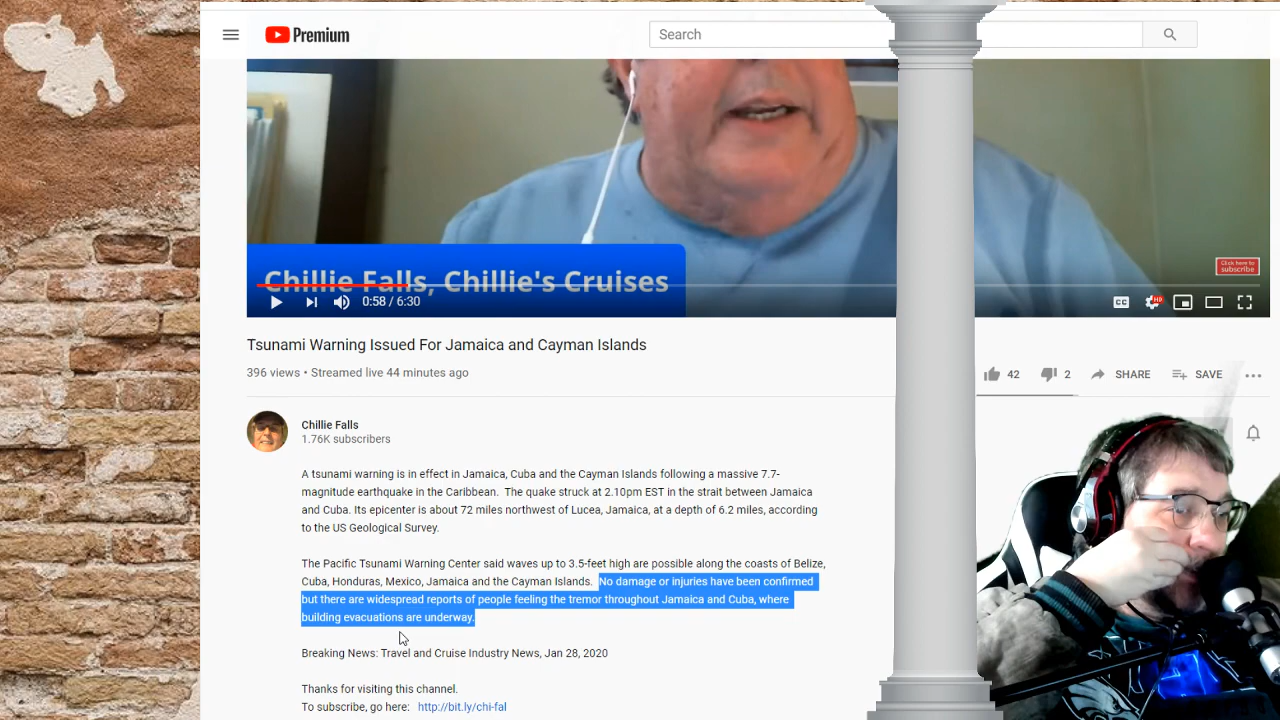 Premium
Search
Chillie Falls, Chillie's Cruises
Click here to
subscribe
0:58 / 6:30
CC
HD
Tsunami Warning Issued For Jamaica and Cayman Islands
396 views • Streamed live 44 minutes ago
42
2
SHARE
SAVE
Chillie Falls
1.76K subscribers
A tsunami warning is in effect in Jamaica, Cuba and the Cayman Islands following a massive 7.7-
magnitude earthquake in the Caribbean. The quake struck at 2.10pm EST in the strait between Jamaica
and Cuba. Its epicenter is about 72 miles northwest of Lucea, Jamaica, at a depth of 6.2 miles, according
to the US Geological Survey.
The Pacific Tsunami Warning Center said waves up to 3.5-feet high are possible along the coasts of Belize,
Cuba, Honduras, Mexico, Jamaica and the Cayman Islands. No damage or injuries have been confirmed
but there are widespread reports of people feeling the tremor throughout Jamaica and Cuba, where
building evacuations are underway.
Breaking News: Travel and Cruise Industry News, Jan 28, 2020
Thanks for visiting this channel.
To subscribe, go here: http://bit.ly/chi-fal